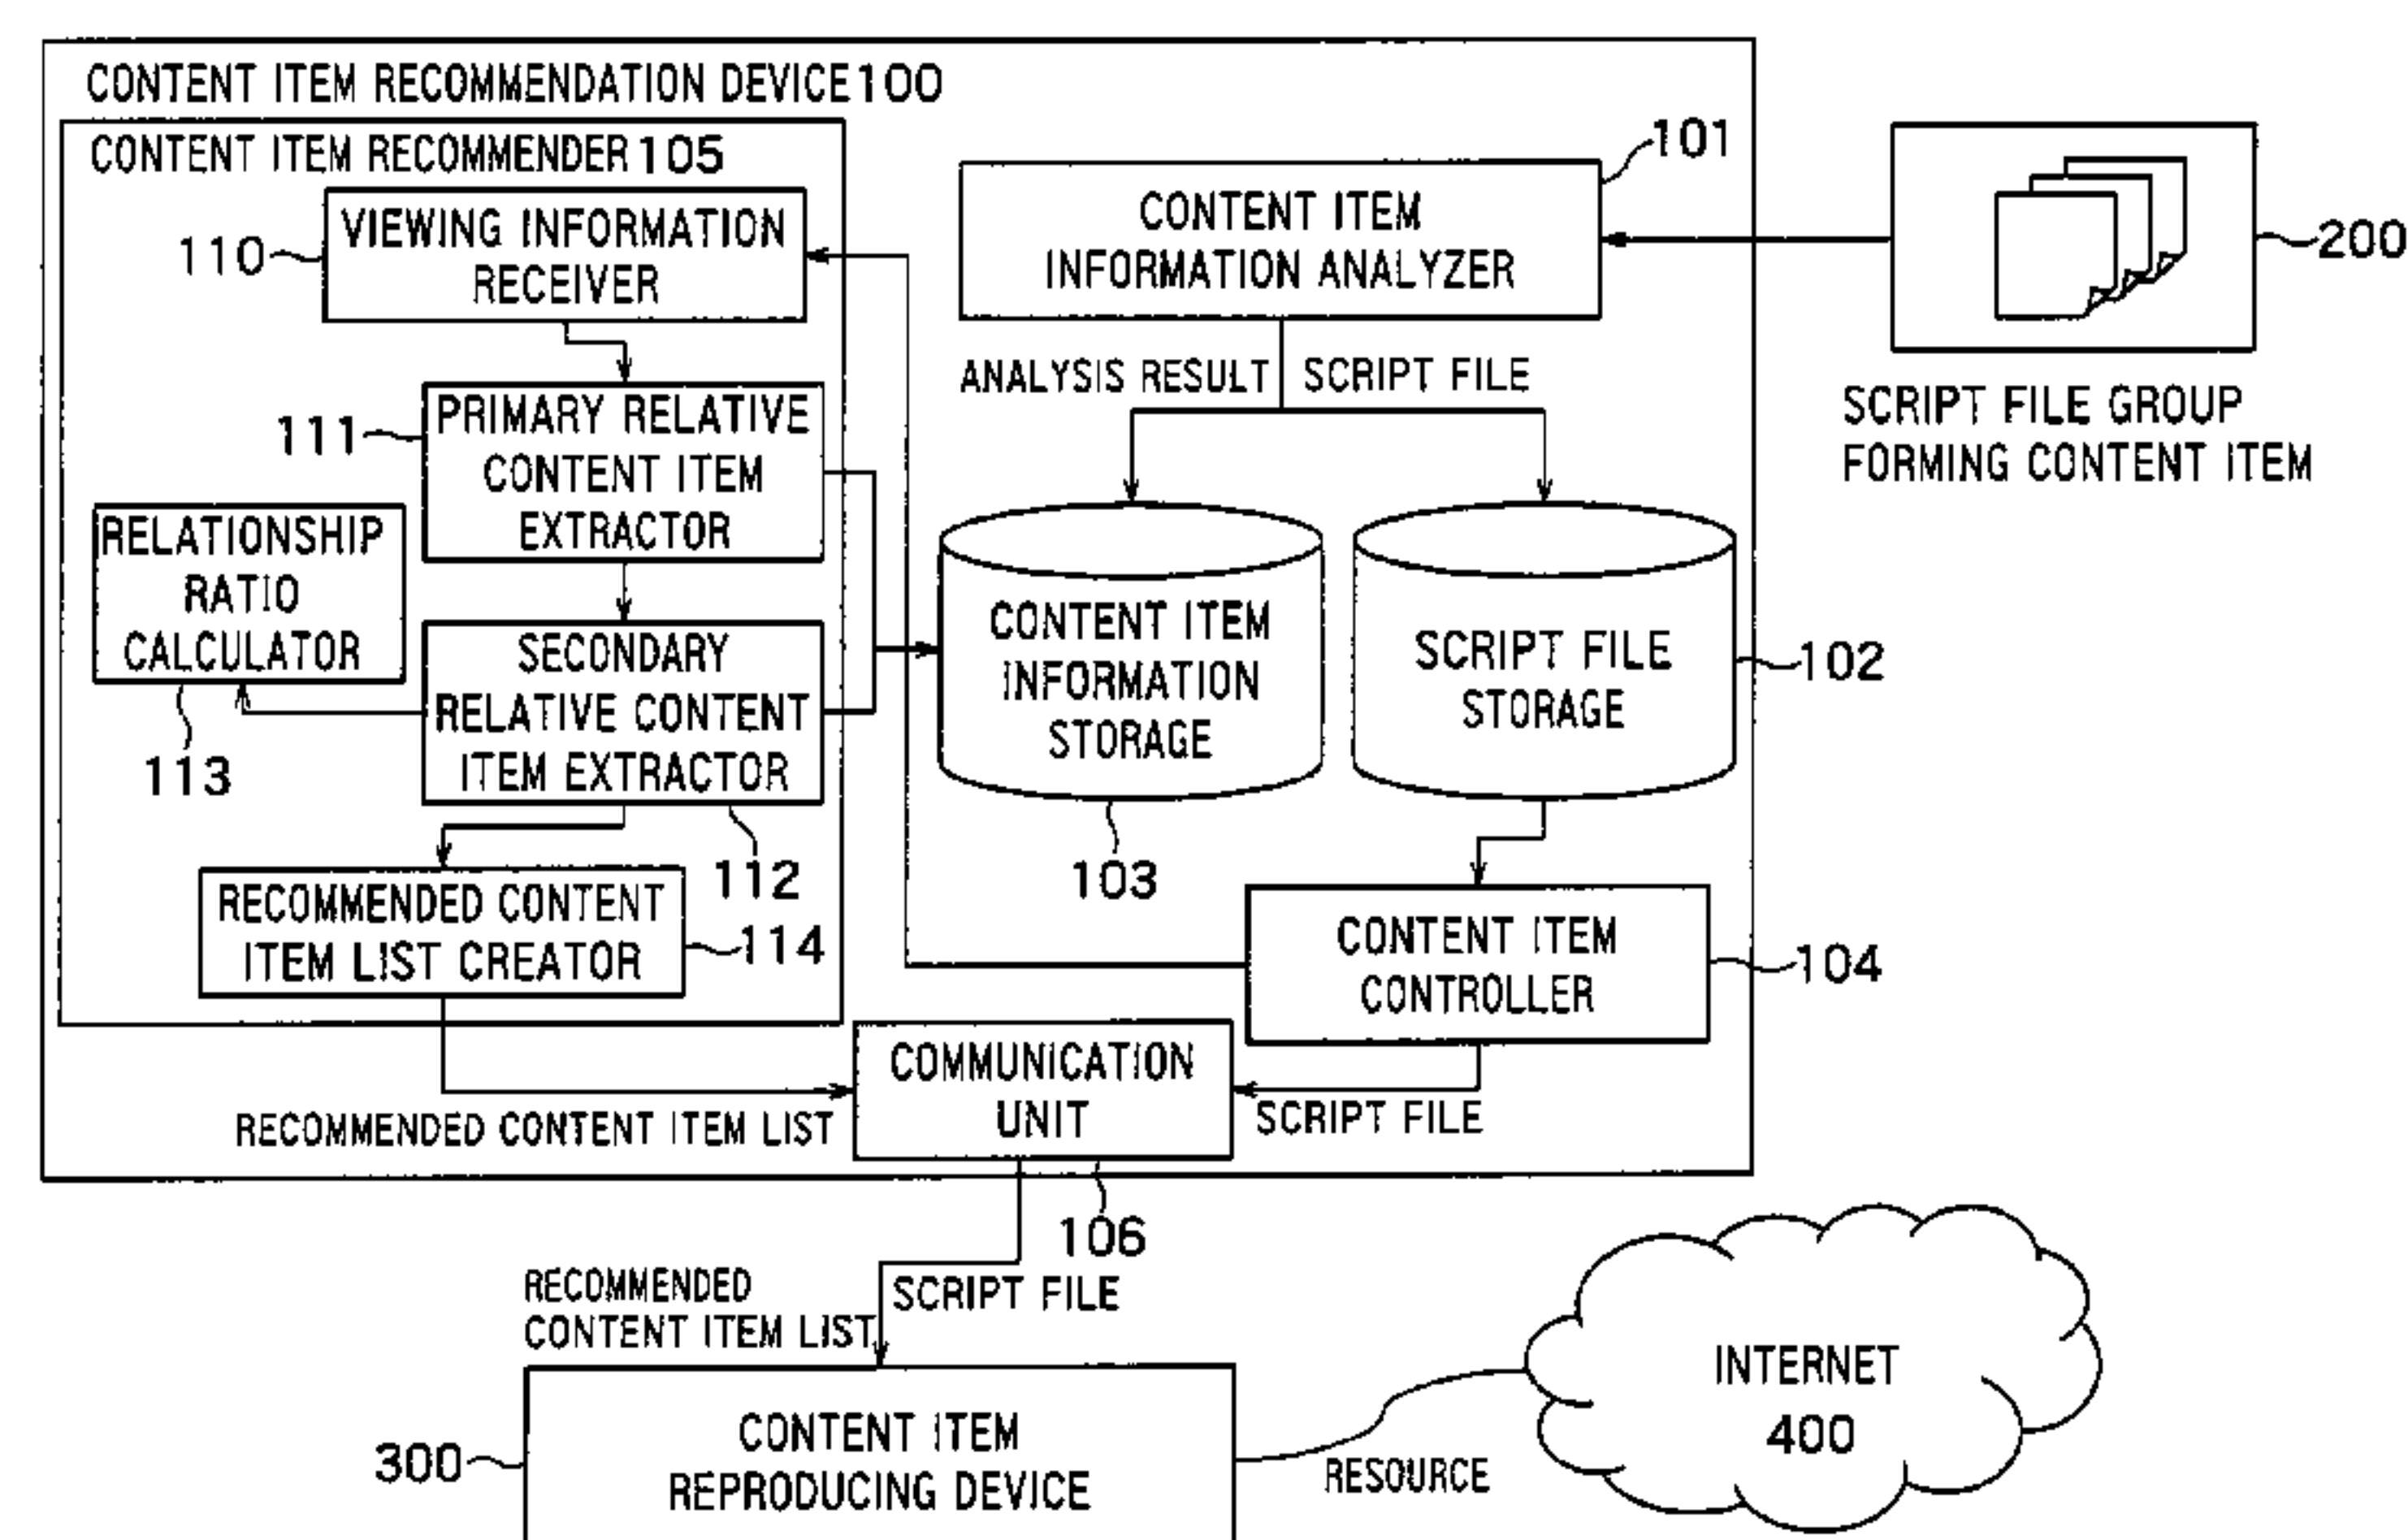 CONTENT ITEM RECOMMENDATION DEVICE 100
CONTENT ITEM RECOMMENDER 105
VIEWING INFORMATION
RECEIVER
110
PRIMARY RELATIVE
CONTENT ITEM
EXTRACTOR
111
RELATIONSHIP
RATIO
CALCULATOR
113
SECONDARY
RELATIVE CONTENT
ITEM EXTRACTOR
112
RECOMMENDED CONTENT
ITEM LIST CREATOR
114
101
CONTENT ITEM
INFORMATION ANALYZER
ANALYSIS RESULT
SCRIPT FILE
200
SCRIPT FILE GROUP
FORMING CONTENT ITEM
CONTENT ITEM
INFORMATION
STORAGE
103
SCRIPT FILE
STORAGE
102
CONTENT ITEM
CONTROLLER
104
COMMUNICATION
UNIT
106
RECOMMENDED CONTENT ITEM LIST
SCRIPT FILE
RECOMMENDED
CONTENT ITEM LIST
SCRIPT FILE
300
CONTENT ITEM
REPRODUCING DEVICE
RESOURCE
INTERNET
400